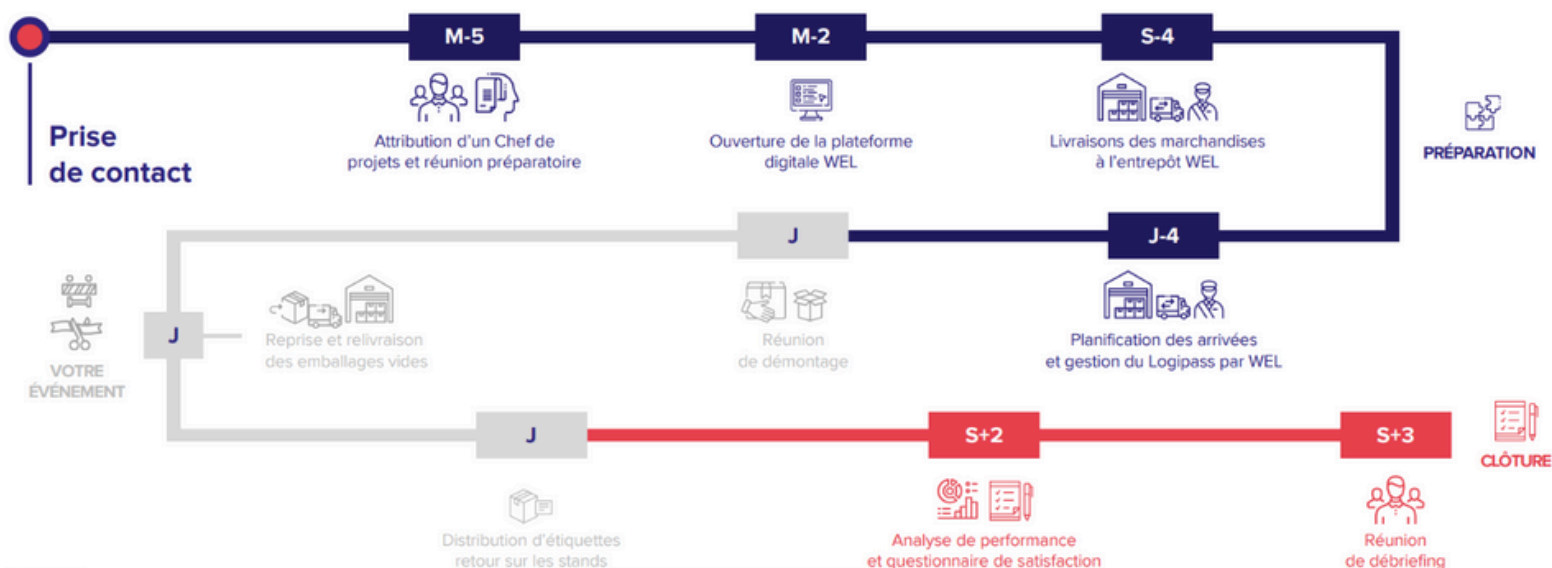 M-5
M-2
S-4
Prise
de contact
Attribution d'un Chef de
projets et réunion préparatoire
Ouverture de la plateforme
digitale WEL
Livraisons des marchandises
à l'entrepôt WEL
PRÉPARATION
J
J-4
VOTRE
ÉVÉNEMENT
J
Reprise et relivraison
des emballages vides
Réunion
de démontage
Planification des arrivées
et gestion du Logipass par WEL
J
S+2
S+3
CLÔTURE
Distribution d'étiquettes
retour sur les stands
Analyse de performance
et questionnaire de satisfaction
Réunion
de débriefing